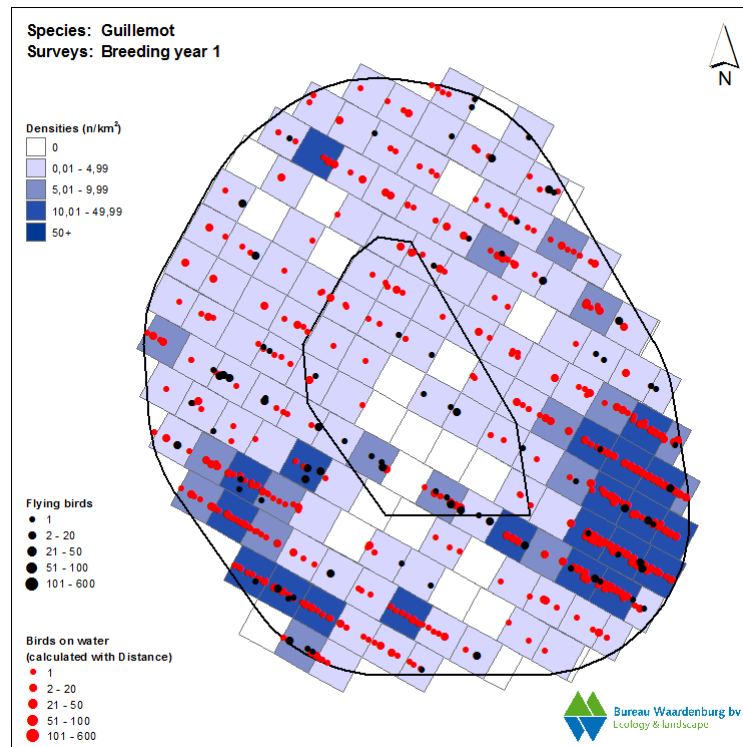 Species: Guillemot
Surveys: Breeding year 1
N
Densities (n/km²)
0
0,01 - 4,99
5,01 - 9,99
10,01 - 49,99
50+
Flying birds
1
2 - 20
21 - 50
51 - 100
101 - 600
Birds on water
(calculated with Distance)
1
2 - 20
21 - 50
51 - 100
101 - 600
Bureau Waardenburg bv
Ecology & landscape